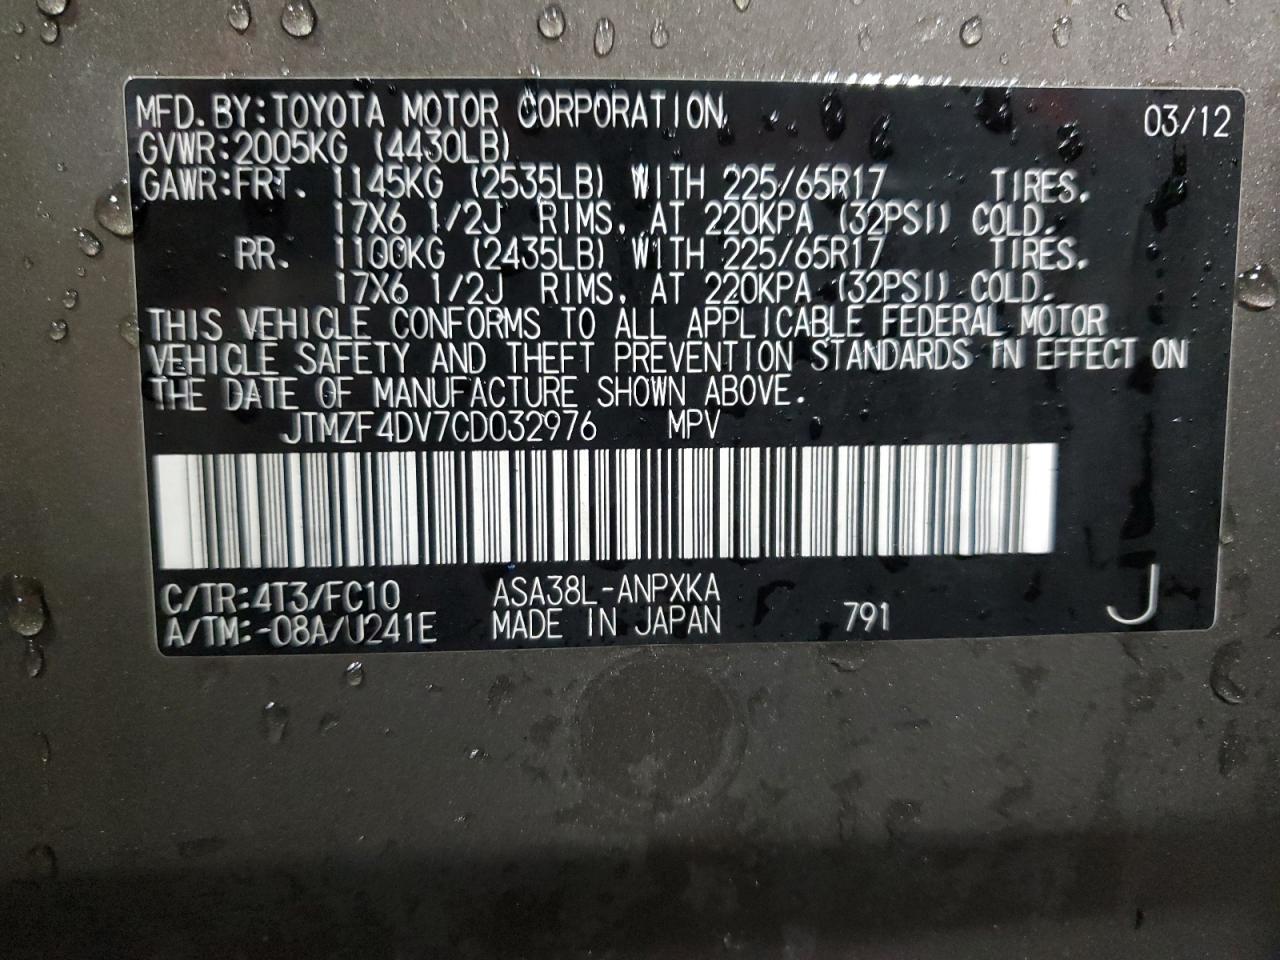 MFD. BY: TOYOTA MOTOR CORPORATION 03/12
GVWR: 2005KG (4430LB)
GAWR: FRT. 1145KG (2535LB) WITH 225/65R17 TIRES.
17X6 1/2J RIMS, AT 220KPA (32PSI) COLD.
RR. 1100KG (2435LB) WITH 225/65R17 TIRES.
17X6 1/2J RIMS, AT 220KPA (32PSI) COLD.
THIS VEHICLE CONFORMS TO ALL APPLICABLE FEDERAL MOTOR
VEHICLE SAFETY AND THEFT PREVENTION STANDARDS IN EFFECT ON
THE DATE OF MANUFACTURE SHOWN ABOVE.
JTMZF4DV7CD032976 MPV
C/TR: 4T3/FC10 ASA38L-ANPXKA
A/TM: -08A/U241E MADE IN JAPAN 791 J